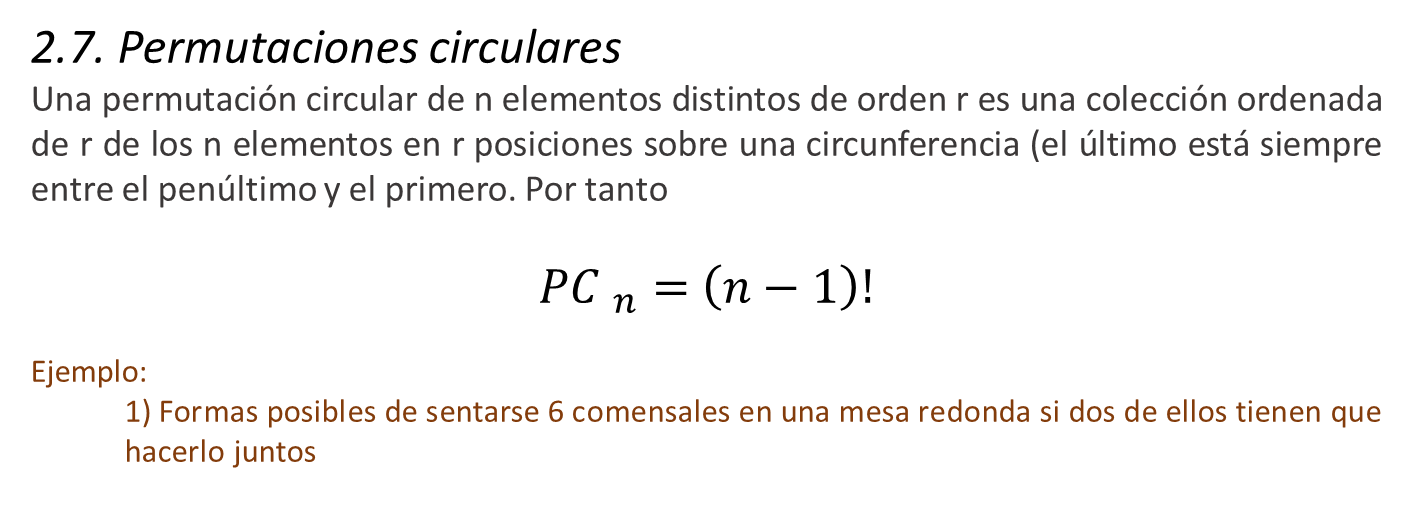 2.7. Permutaciones circulares
Una permutación circular de n elementos distintos de orden r es una colección ordenada
de r de los n elementos en r posiciones sobre una circunferencia (el último está siempre
entre el penúltimo y el primero. Por tanto
PC n = (n − 1)!
Ejemplo:
1) Formas posibles de sentarse 6 comensales en una mesa redonda si dos de ellos tienen que
hacerlo juntos